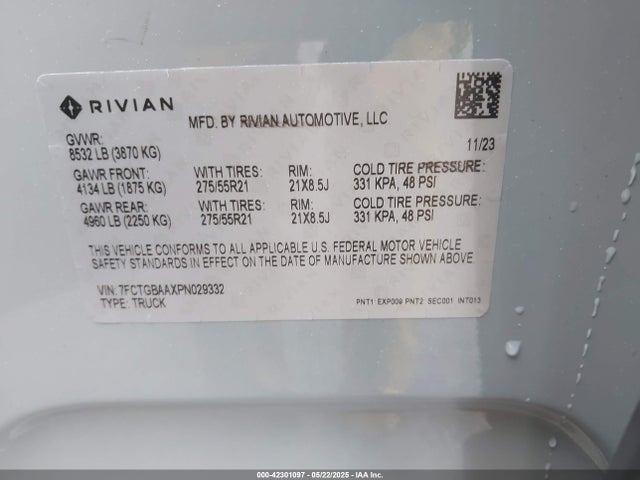 RIVIAN
MFD. BY RIVIAN AUTOMOTIVE, LLC
GVWR:
8532 LB (3870 KG) 11/23
GAWR FRONT: WITH TIRES: RIM: COLD TIRE PRESSURE:
4134 LB (1875 KG) 275/55R21 21X8.5J 331 KPA, 48 PSI
GAWR REAR: WITH TIRES: RIM: COLD TIRE PRESSURE:
4960 LB (2250 KG) 275/55R21 21X8.5J 331 KPA, 48 PSI
THIS VEHICLE CONFORMS TO ALL APPLICABLE U.S. FEDERAL MOTOR VEHICLE
SAFETY STANDARDS IN EFFECT ON THE DATE OF MANUFACTURE SHOWN ABOVE
VIN: 7FCTGBAAXPN029332
TYPE: TRUCK PNT1 EXP009 PNT2 SEC001 INT013
000-42301097 - 05/22/2025 - IAA Inc.